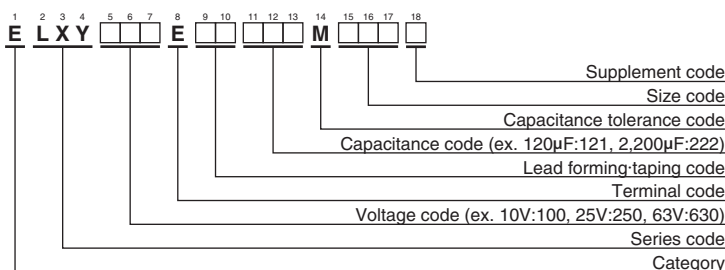 1 2 3 4 5 6 7 8 9 10 11 12 13 14 15 16 17 18
E L X Y E M
Supplement code
Size code
Capacitance tolerance code
Capacitance code (ex. 120μF:121, 2,200μF:222)
Lead forming·taping code
Terminal code
Voltage code (ex. 10V:100, 25V:250, 63V:630)
Series code
Category